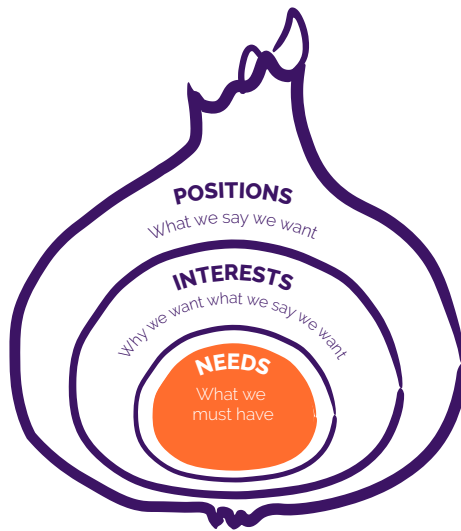 POSITIONS
What we say we want
INTERESTS
Why we want what we say we want
NEEDS
What we
must have